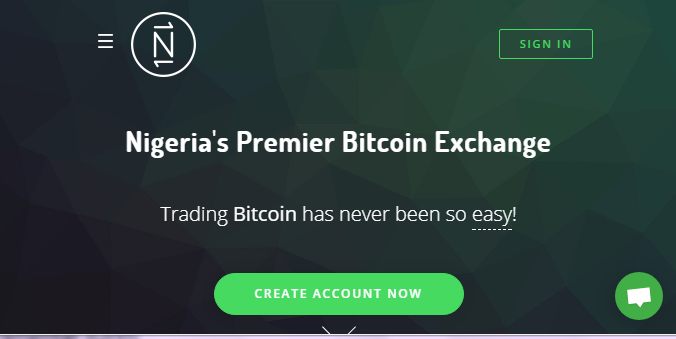 N
SIGN IN
Nigeria's Premier Bitcoin Exchange
Trading Bitcoin has never been so easy!
CREATE ACCOUNT NOW